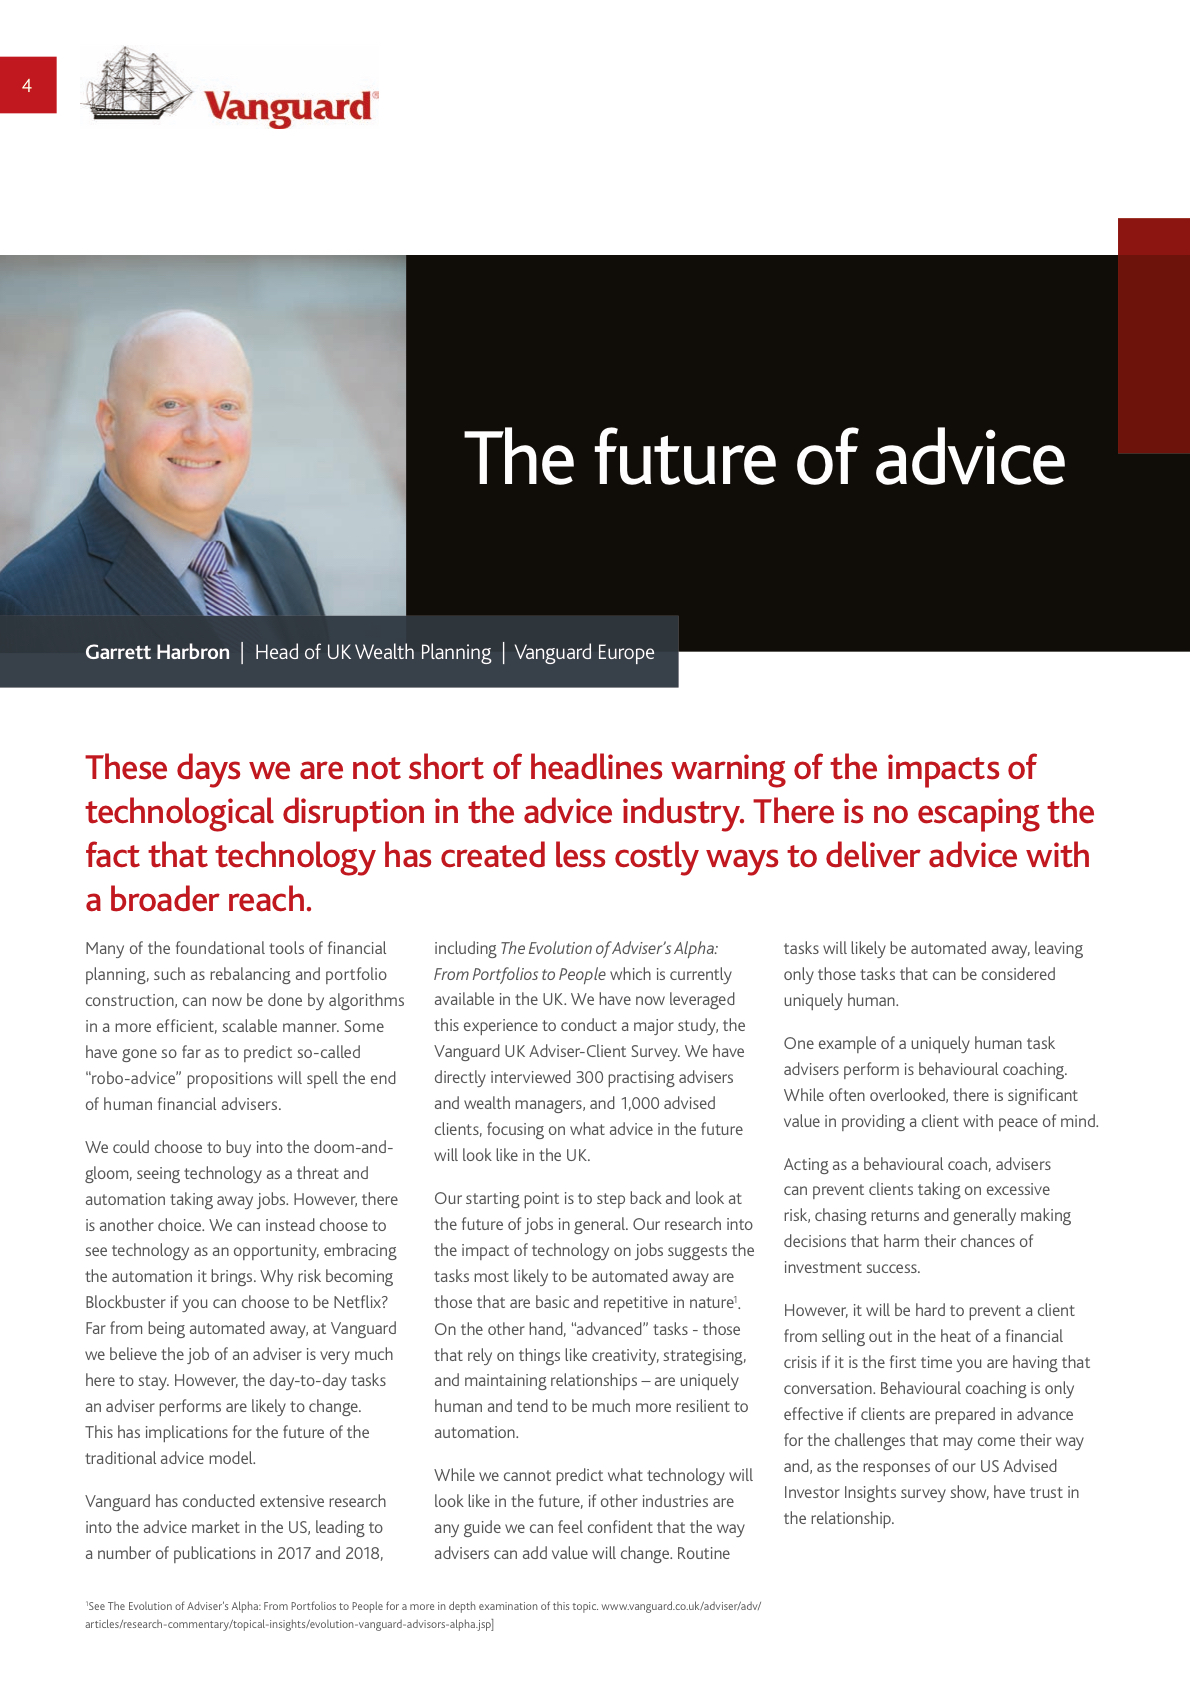 4
Vanguard®
The future of advice
Garrett Harbron | Head of UK Wealth Planning | Vanguard Europe
These days we are not short of headlines warning of the impacts of
technological disruption in the advice industry. There is no escaping the
fact that technology has created less costly ways to deliver advice with
a broader reach.
Many of the foundational tools of financial
planning, such as rebalancing and portfolio
construction, can now be done by algorithms
in a more efficient, scalable manner. Some
have gone so far as to predict so-called
“robo-advice” propositions will spell the end
of human financial advisers.
We could choose to buy into the doom-and-
gloom, seeing technology as a threat and
automation taking away jobs. However, there
is another choice. We can instead choose to
see technology as an opportunity, embracing
the automation it brings. Why risk becoming
Blockbuster if you can choose to be Netflix?
Far from being automated away, at Vanguard
we believe the job of an adviser is very much
here to stay. However, the day-to-day tasks
an adviser performs are likely to change.
This has implications for the future of the
traditional advice model.
Vanguard has conducted extensive research
into the advice market in the US, leading to
a number of publications in 2017 and 2018,
including The Evolution of Adviser’s Alpha:
From Portfolios to People which is currently
available in the UK. We have now leveraged
this experience to conduct a major study, the
Vanguard UK Adviser-Client Survey. We have
directly interviewed 300 practising advisers
and wealth managers, and 1,000 advised
clients, focusing on what advice in the future
will look like in the UK.
Our starting point is to step back and look at
the future of jobs in general. Our research into
the impact of technology on jobs suggests the
tasks most likely to be automated away are
those that are basic and repetitive in nature¹.
On the other hand, “advanced” tasks - those
that rely on things like creativity, strategising,
and maintaining relationships – are uniquely
human and tend to be much more resilient to
automation.
While we cannot predict what technology will
look like in the future, if other industries are
any guide we can feel confident that the way
advisers can add value will change. Routine
tasks will likely be automated away, leaving
only those tasks that can be considered
uniquely human.
One example of a uniquely human task
advisers perform is behavioural coaching.
While often overlooked, there is significant
value in providing a client with peace of mind.
Acting as a behavioural coach, advisers
can prevent clients taking on excessive
risk, chasing returns and generally making
decisions that harm their chances of
investment success.
However, it will be hard to prevent a client
from selling out in the heat of a financial
crisis if it is the first time you are having that
conversation. Behavioural coaching is only
effective if clients are prepared in advance
for the challenges that may come their way
and, as the responses of our US Advised
Investor Insights survey show, have trust in
the relationship.
¹See The Evolution of Adviser’s Alpha: From Portfolios to People for a more in depth examination of this topic. www.vanguard.co.uk/adviser/adv/
articles/research-commentary/topical-insights/evolution-vanguard-advisors-alpha.jsp]